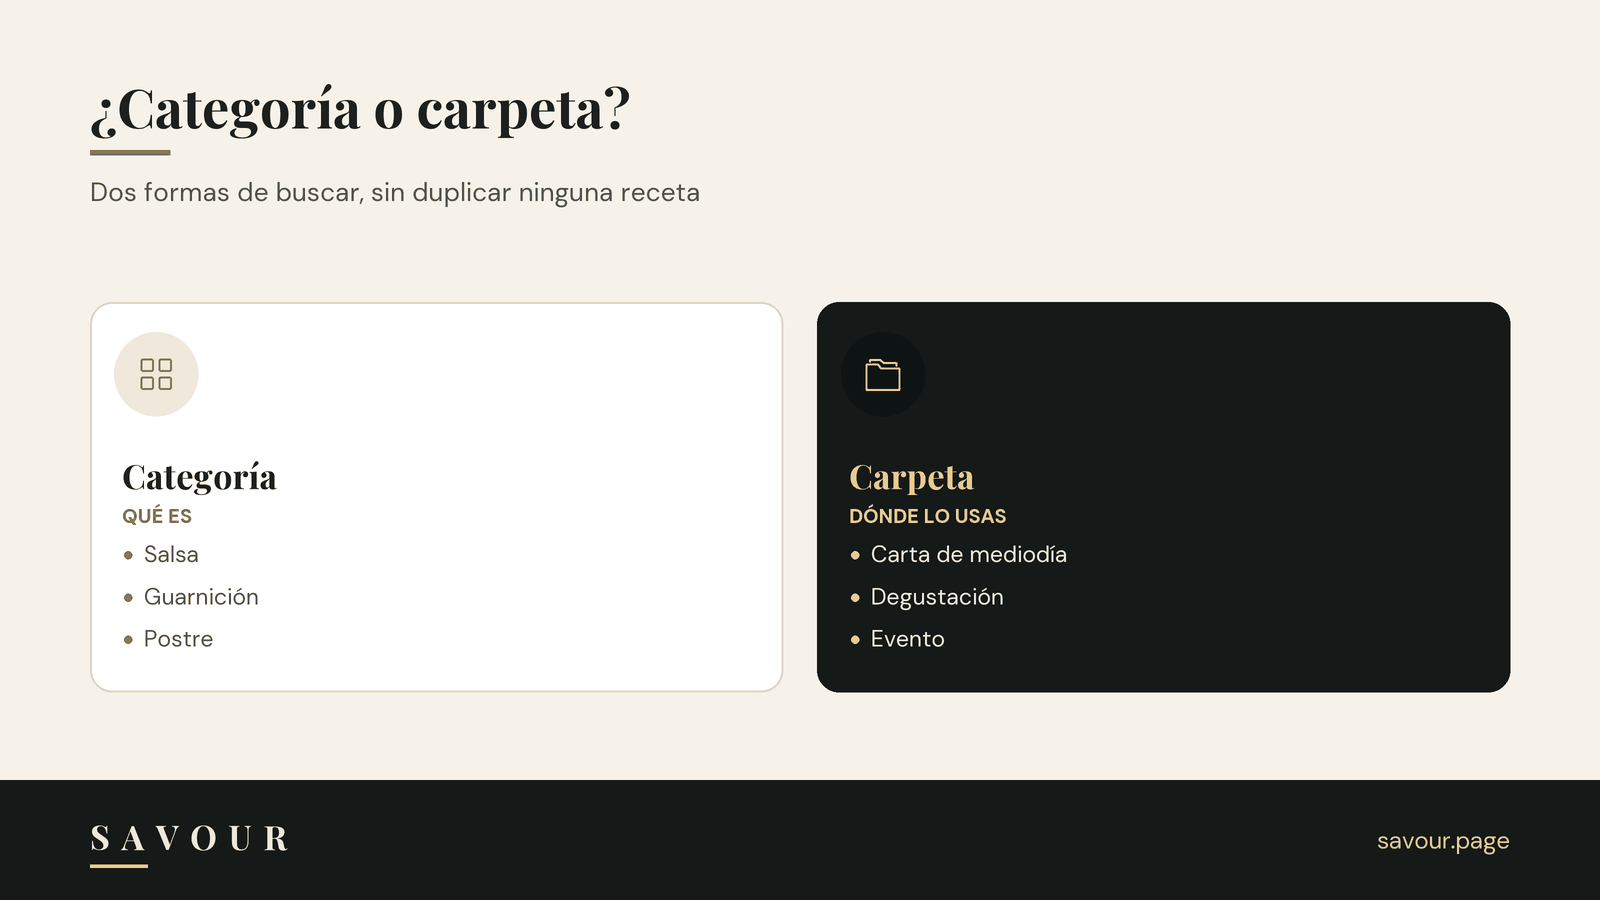 ¿Categoría o carpeta?
Dos formas de buscar, sin duplicar ninguna receta
Categoría
QUÉ ES
• Salsa
• Guarnición
• Postre
Carpeta
DÓNDE LO USAS
• Carta de mediodía
• Degustación
• Evento
SAVOUR
savour.page